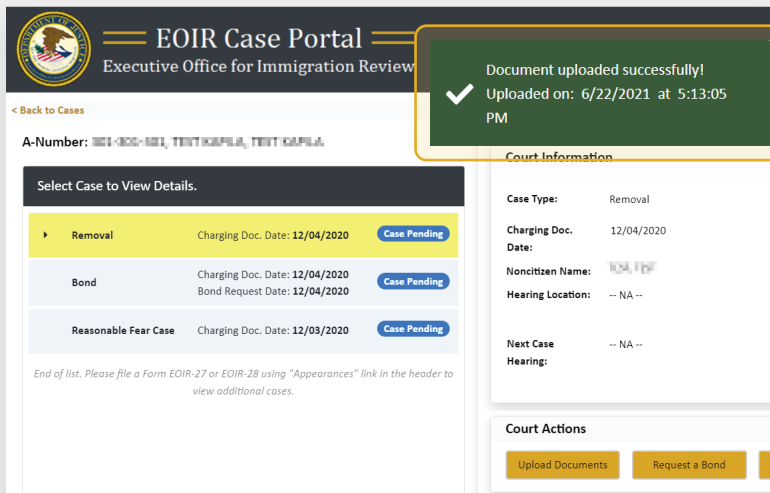 EOIR Case Portal
Executive Office for Immigration Review
Document uploaded successfully!
Uploaded on: 6/22/2021 at 5:13:05
PM
< Back to Cases
A-Number:
Select Case to View Details.
Removal Charging Doc. Date: 12/04/2020 Case Pending
Bond Charging Doc. Date: 12/04/2020 Case Pending
Bond Request Date: 12/04/2020
Reasonable Fear Case Charging Doc. Date: 12/03/2020 Case Pending
End of list. Please file a Form EOIR-27 or EOIR-28 using "Appearances" link in the header to
view additional cases.
Court Information
Case Type: Removal
Charging Doc. 12/04/2020
Date:
Noncitizen Name:
Hearing Location: -- NA --
Next Case -- NA --
Hearing:
Court Actions
Upload Documents Request a Bond